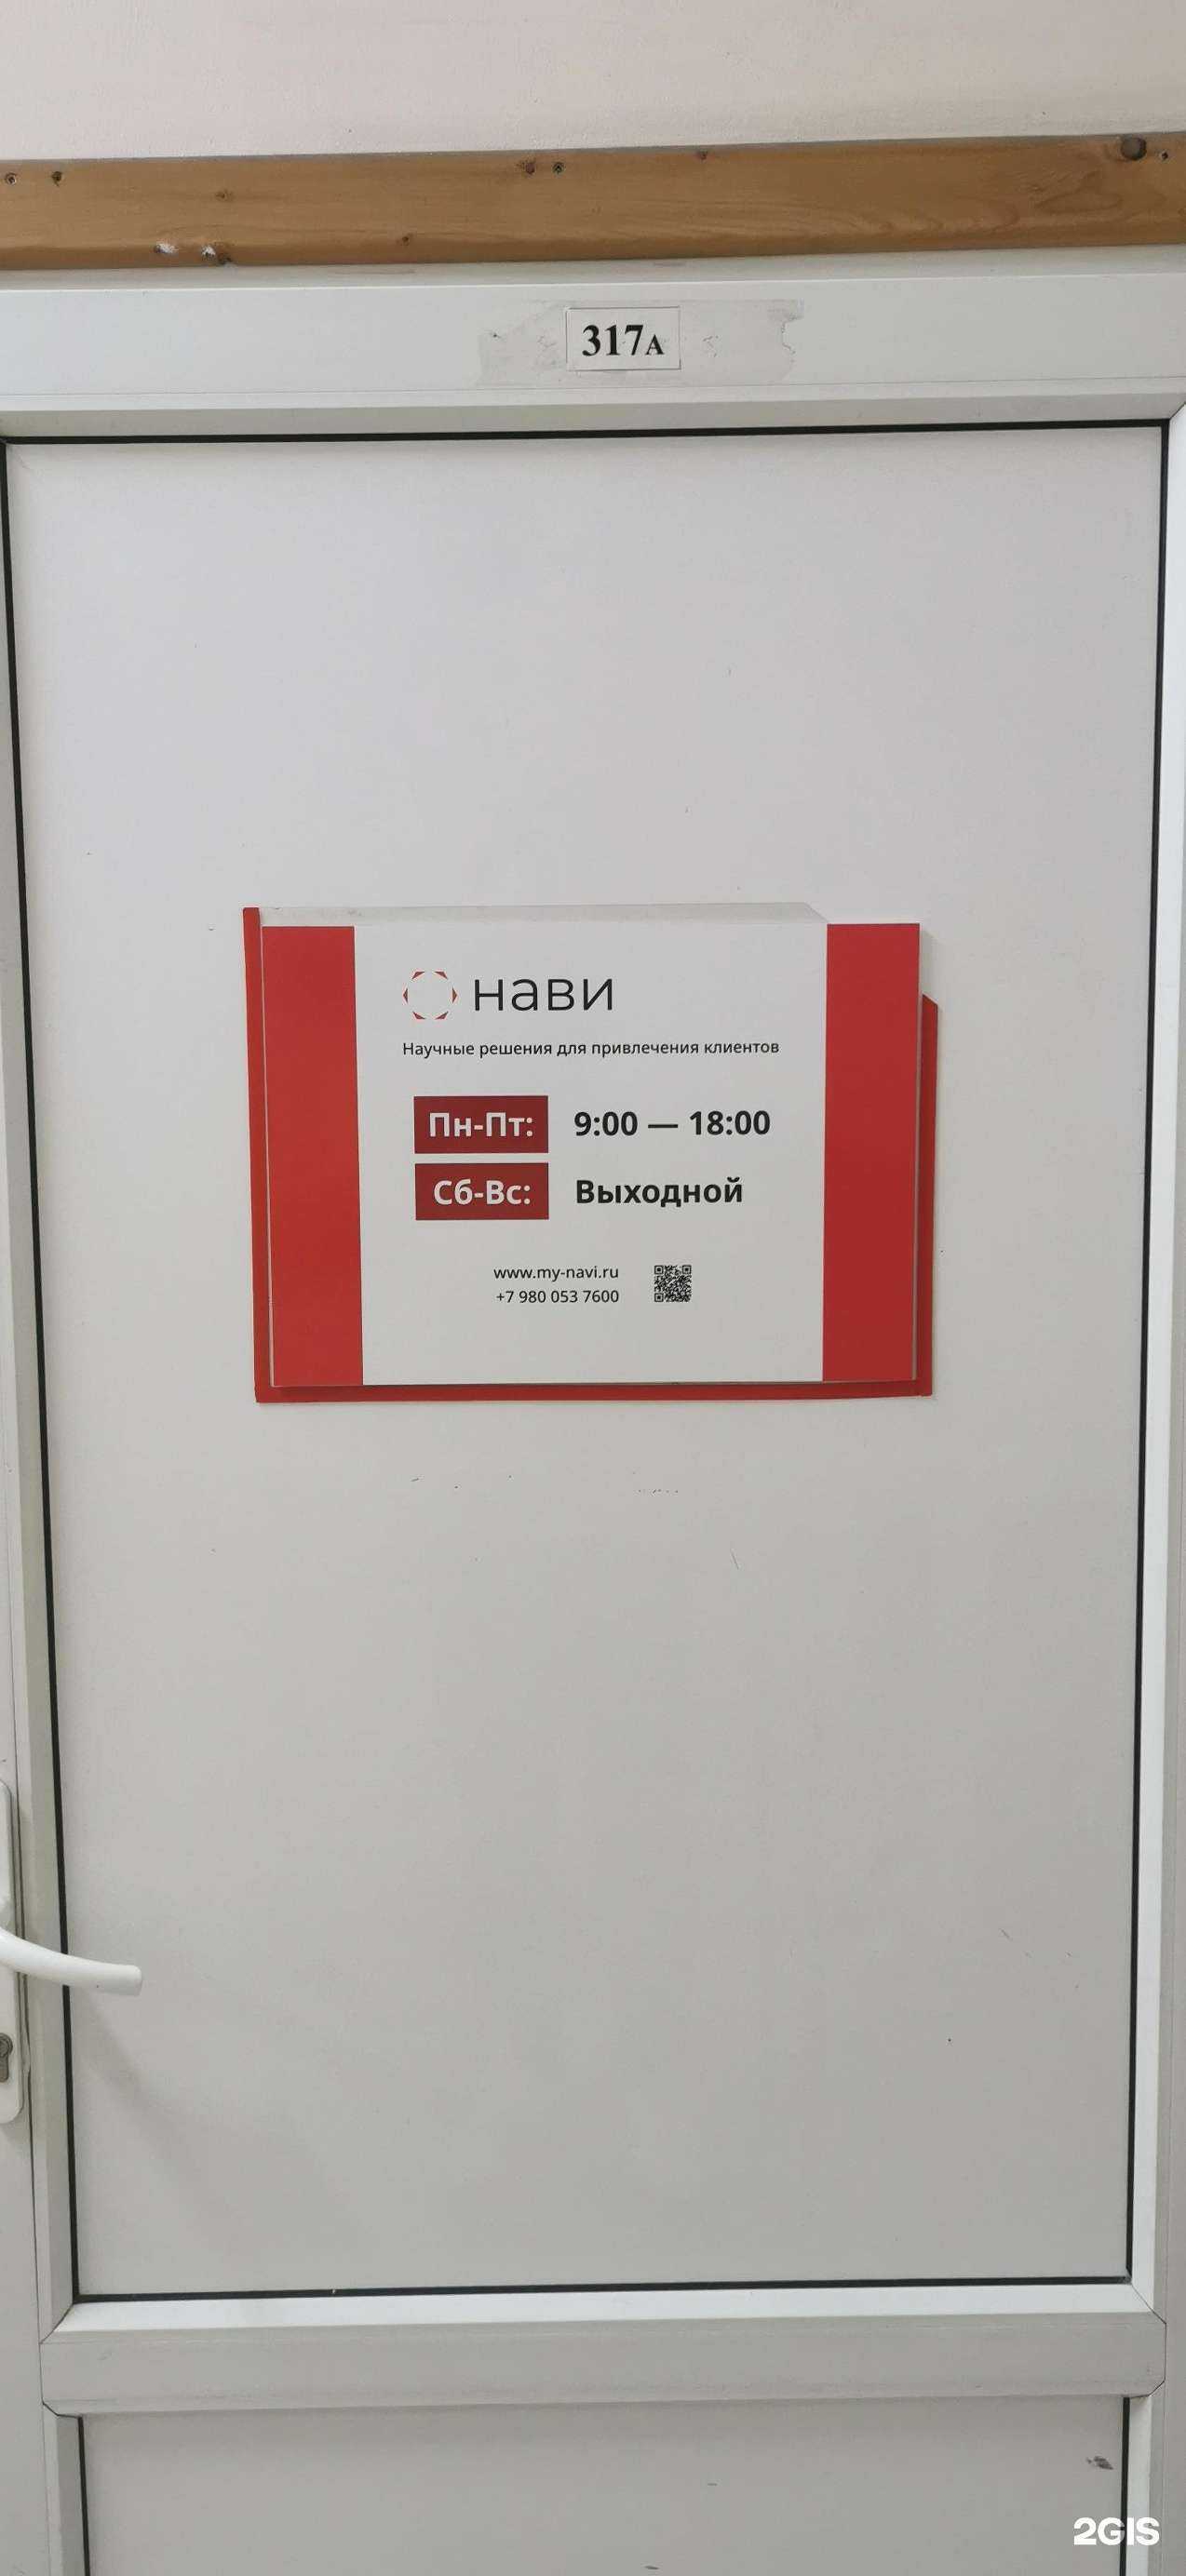 317А
нави
Научные решения для привлечения клиентов
Пн-Пт: 9:00 — 18:00
Сб-Вс: Выходной
www.my-navi.ru
+7 980 053 7600
2GIS